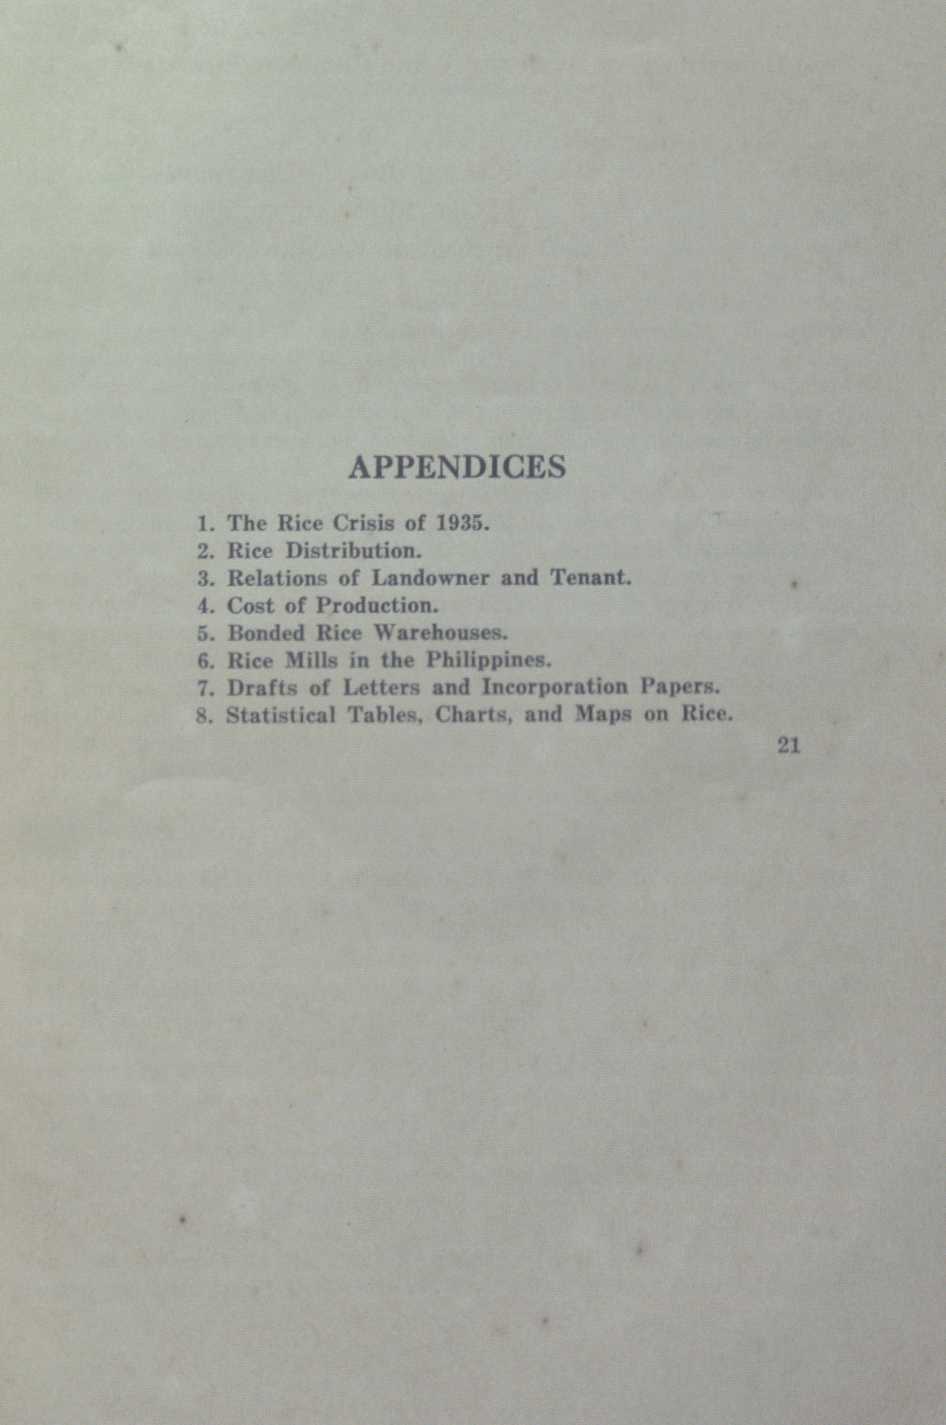 APPENDICES
1. The Rice Crisis of 1935.
2. Rice Distribution.
3. Relations of Landowner and Tenant.
4. Cost of Production.
5. Bonded Rice Warehouses.
6. Rice Mills in the Philippines.
7. Drafts of Letters and Incorporation Papers.
8. Statistical Tables, Charts, and Maps on Rice.
21